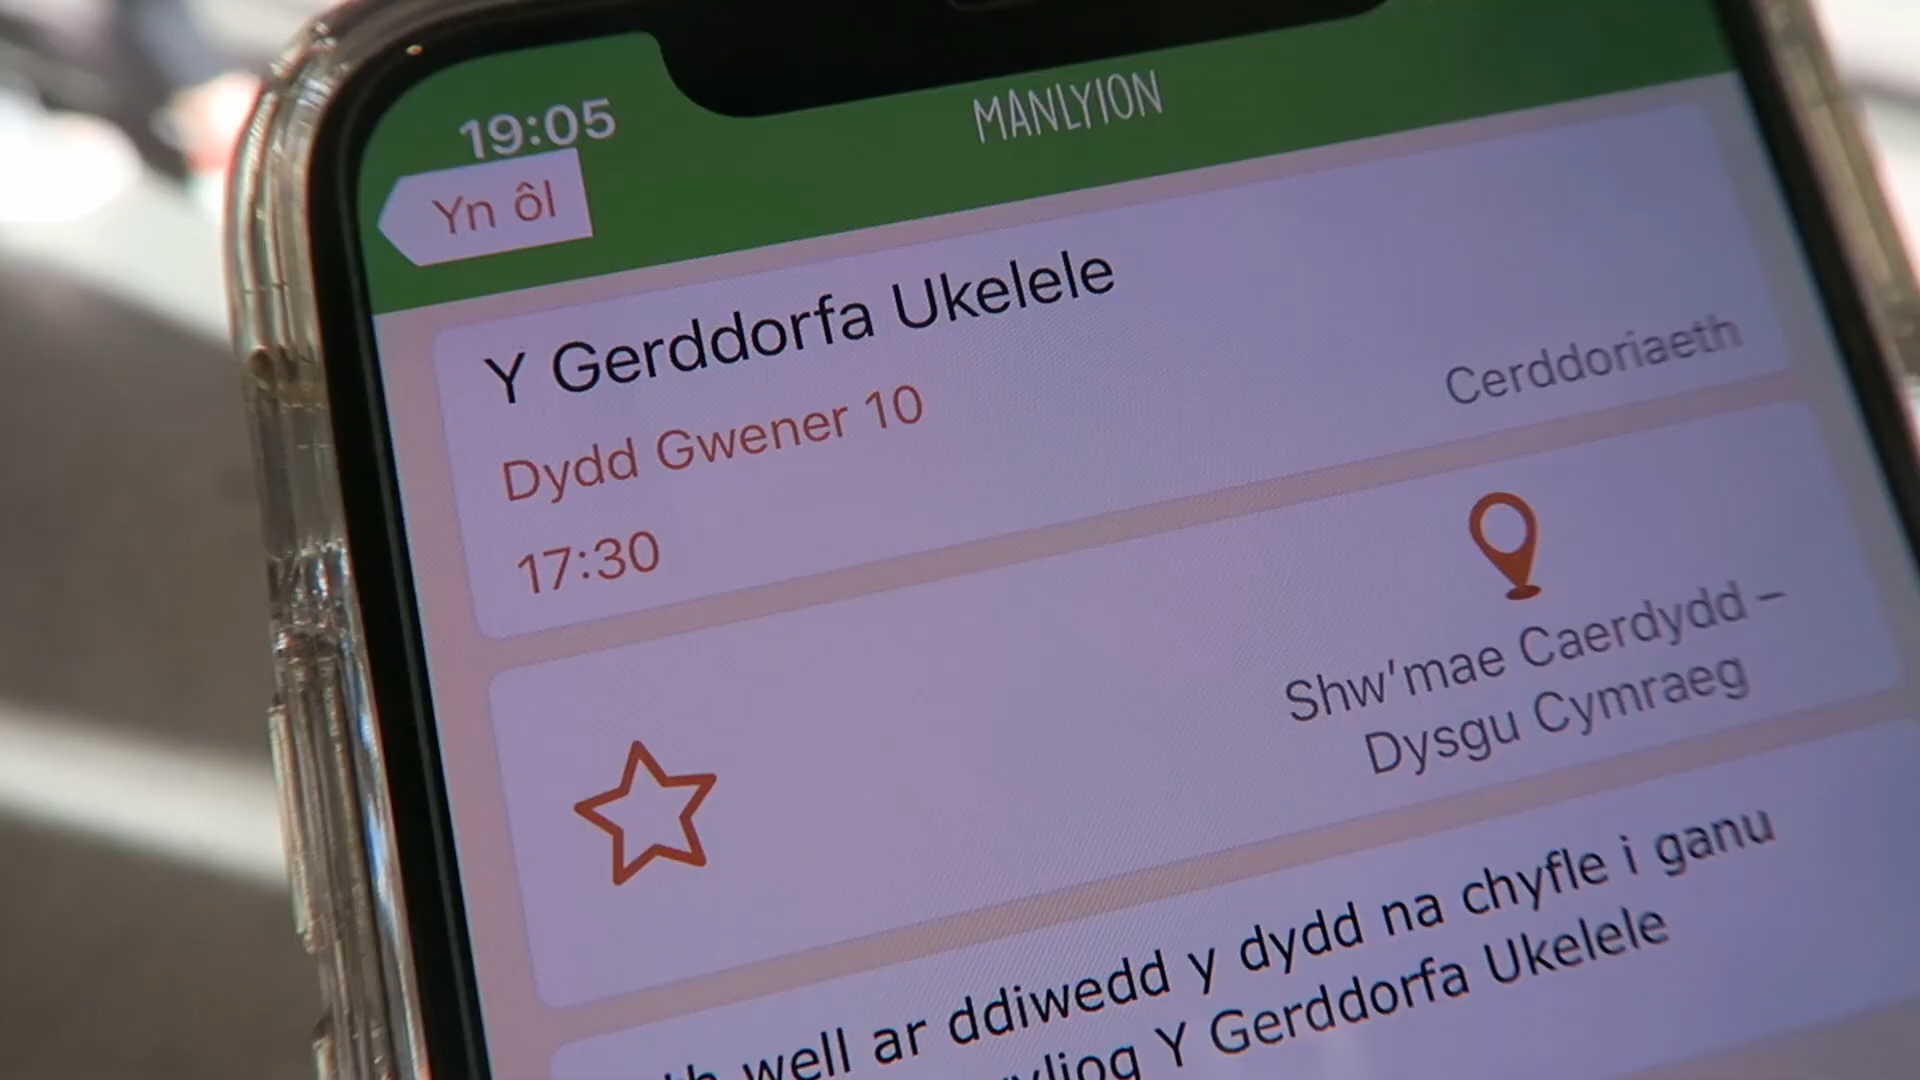 19:05
MANLYION
Yn ôl
Y Gerddorfa Ukelele
Dydd Gwener 10
Cerddoriaeth
17:30
Shw'mae Caerdydd –
Dysgu Cymraeg
well ar ddiwedd y dydd na chyfle i ganu
Y Gerddorfa Ukelele